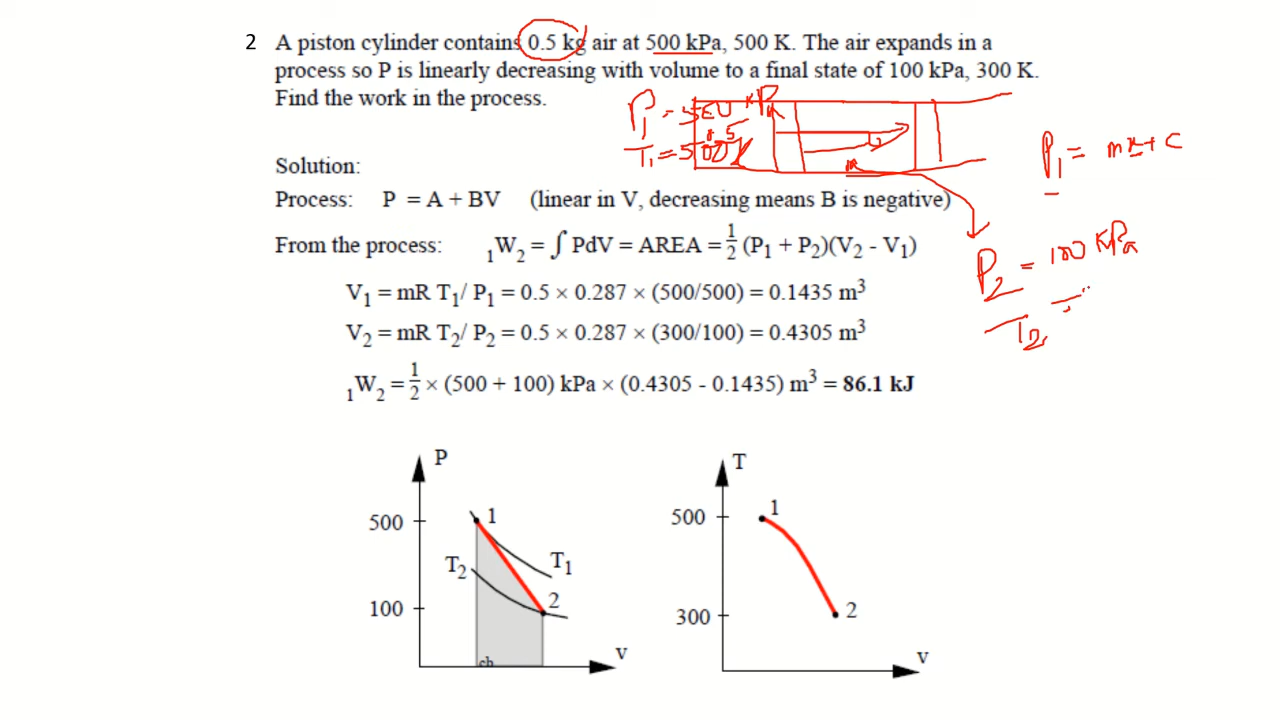 2 A piston cylinder contains 0.5 kg air at 500 kPa, 500 K. The air expands in a
process so P is linearly decreasing with volume to a final state of 100 kPa, 300 K.
Find the work in the process.
P₁ = 500 kPa
T₁ = 500 K
P₁ = mx + c
Solution:
Process: P = A + BV (linear in V, decreasing means B is negative)
From the process: ₁W₂ = ∫ PdV = AREA = 1/2 (P₁ + P₂)(V₂ - V₁)
P₂ = 100 kPa
T₂
V₁ = mR T₁/ P₁ = 0.5 × 0.287 × (500/500) = 0.1435 m³
V₂ = mR T₂/ P₂ = 0.5 × 0.287 × (300/100) = 0.4305 m³
₁W₂ = 1/2 × (500 + 100) kPa × (0.4305 - 0.1435) m³ = 86.1 kJ
P
500
1
T₂
T₁
100
2
v
T
500
1
300
2
v